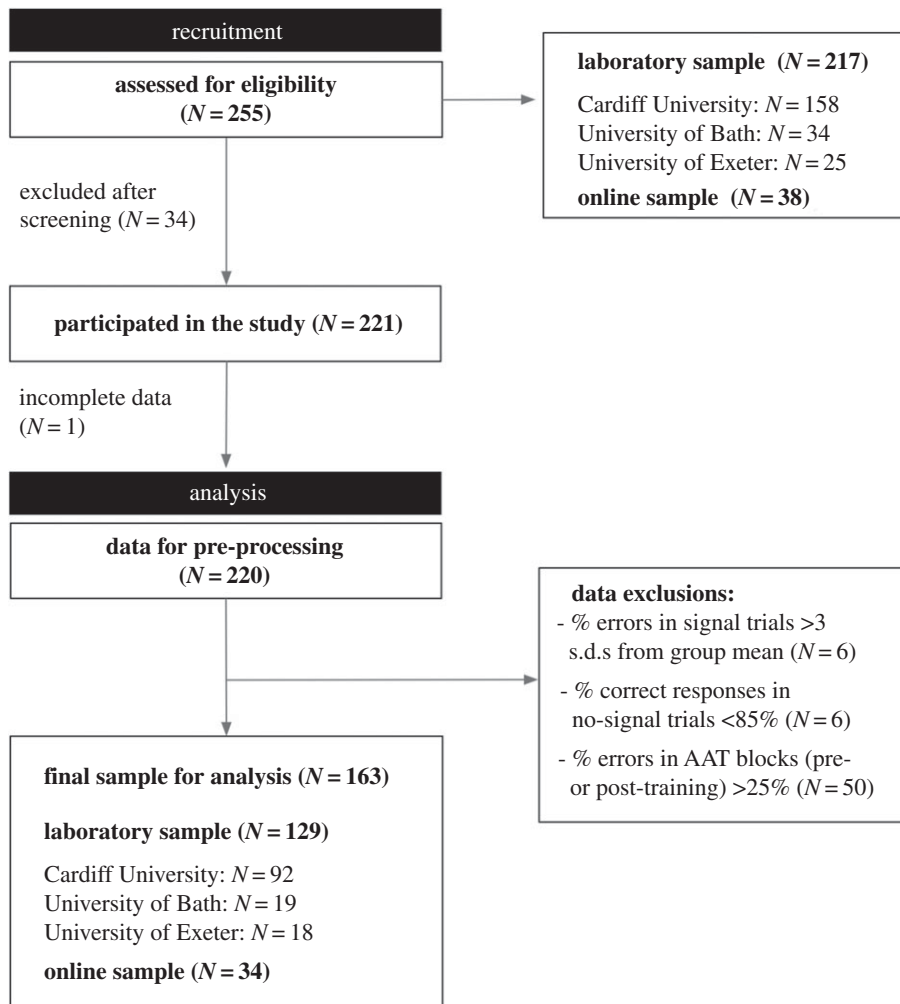 recruitment
assessed for eligibility
(N = 255)
laboratory sample (N = 217)
Cardiff University: N = 158
University of Bath: N = 34
University of Exeter: N = 25
online sample (N = 38)
excluded after
screening (N = 34)
participated in the study (N = 221)
incomplete data
(N = 1)
analysis
data for pre-processing
(N = 220)
data exclusions:
- % errors in signal trials >3
s.d.s from group mean (N = 6)
- % correct responses in
no-signal trials <85% (N = 6)
- % errors in AAT blocks (pre-
or post-training) >25% (N = 50)
final sample for analysis (N = 163)
laboratory sample (N = 129)
Cardiff University: N = 92
University of Bath: N = 19
University of Exeter: N = 18
online sample (N = 34)